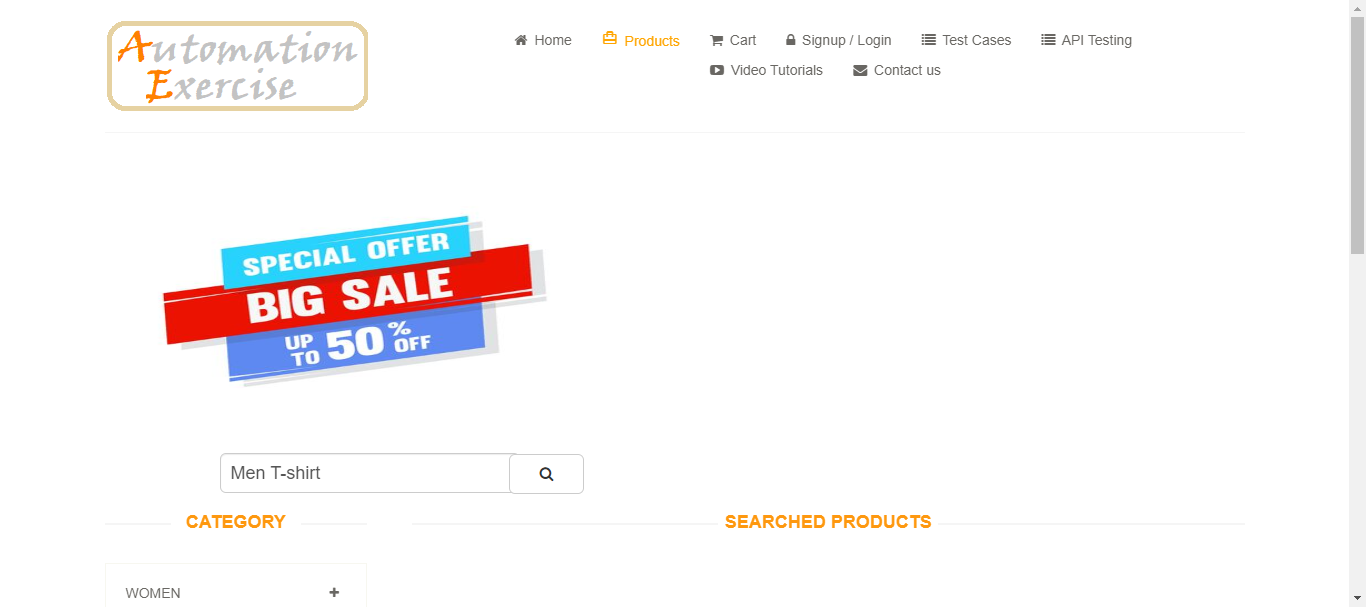 Automation
Exercise
Home Products Cart Signup / Login Test Cases API Testing
Video Tutorials Contact us
SPECIAL OFFER
BIG SALE
UP TO 50% OFF
Men T-shirt
CATEGORY
SEARCHED PRODUCTS
WOMEN